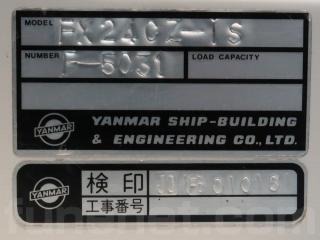 MODEL FX24CZ-1S
NUMBER F-5031 LOAD CAPACITY
YANMAR
YANMAR SHIP-BUILDING
& ENGINEERING CO., LTD.
YANMAR
検印
工事番号